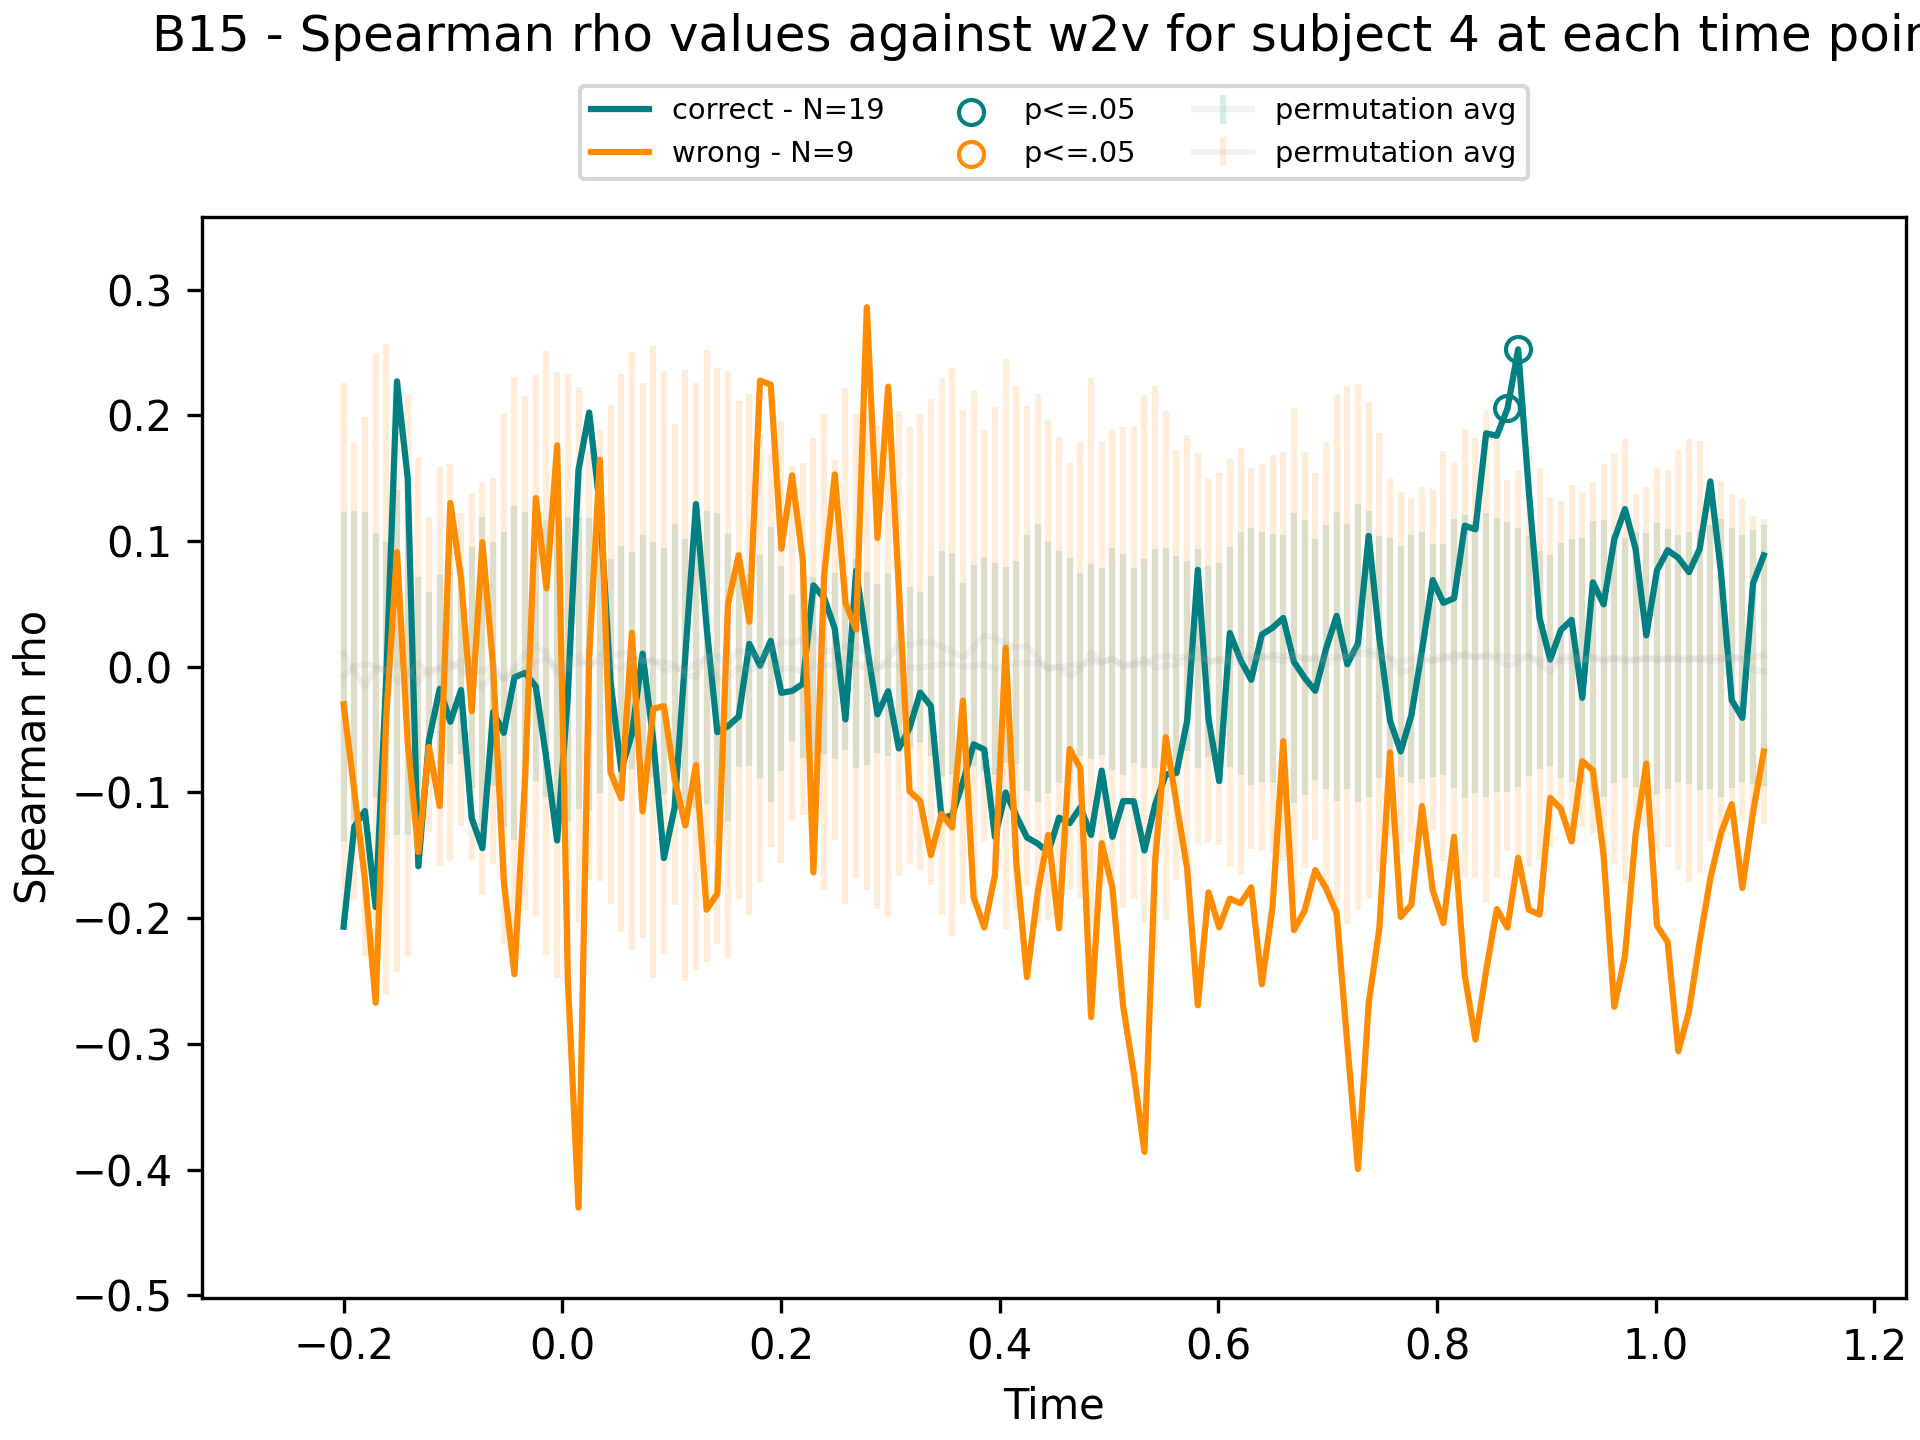 B15 - Spearman rho values against w2v for subject 4 at each time poin
correct - N=19
wrong - N=9
p<=.05
p<=.05
permutation avg
permutation avg
Spearman rho
0.3
0.2
0.1
0.0
−0.1
−0.2
−0.3
−0.4
−0.5
−0.2
0.0
0.2
0.4
0.6
0.8
1.0
1.2
Time